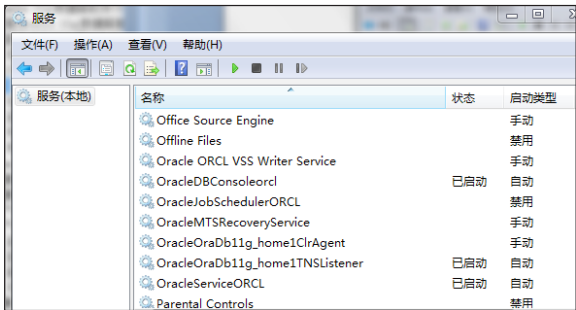 服务
文件(F) 操作(A) 查看(V) 帮助(H)
服务(本地)
名称 状态 启动类型
Office Source Engine 手动
Offline Files 禁用
Oracle ORCL VSS Writer Service 手动
OracleDBConsoleorcl 已启动 自动
OracleJobSchedulerORCL 禁用
OracleMTSRecoveryService 手动
OracleOraDb11g_home1ClrAgent 手动
OracleOraDb11g_home1TNSListener 已启动 自动
OracleServiceORCL 已启动 自动
Parental Controls 禁用